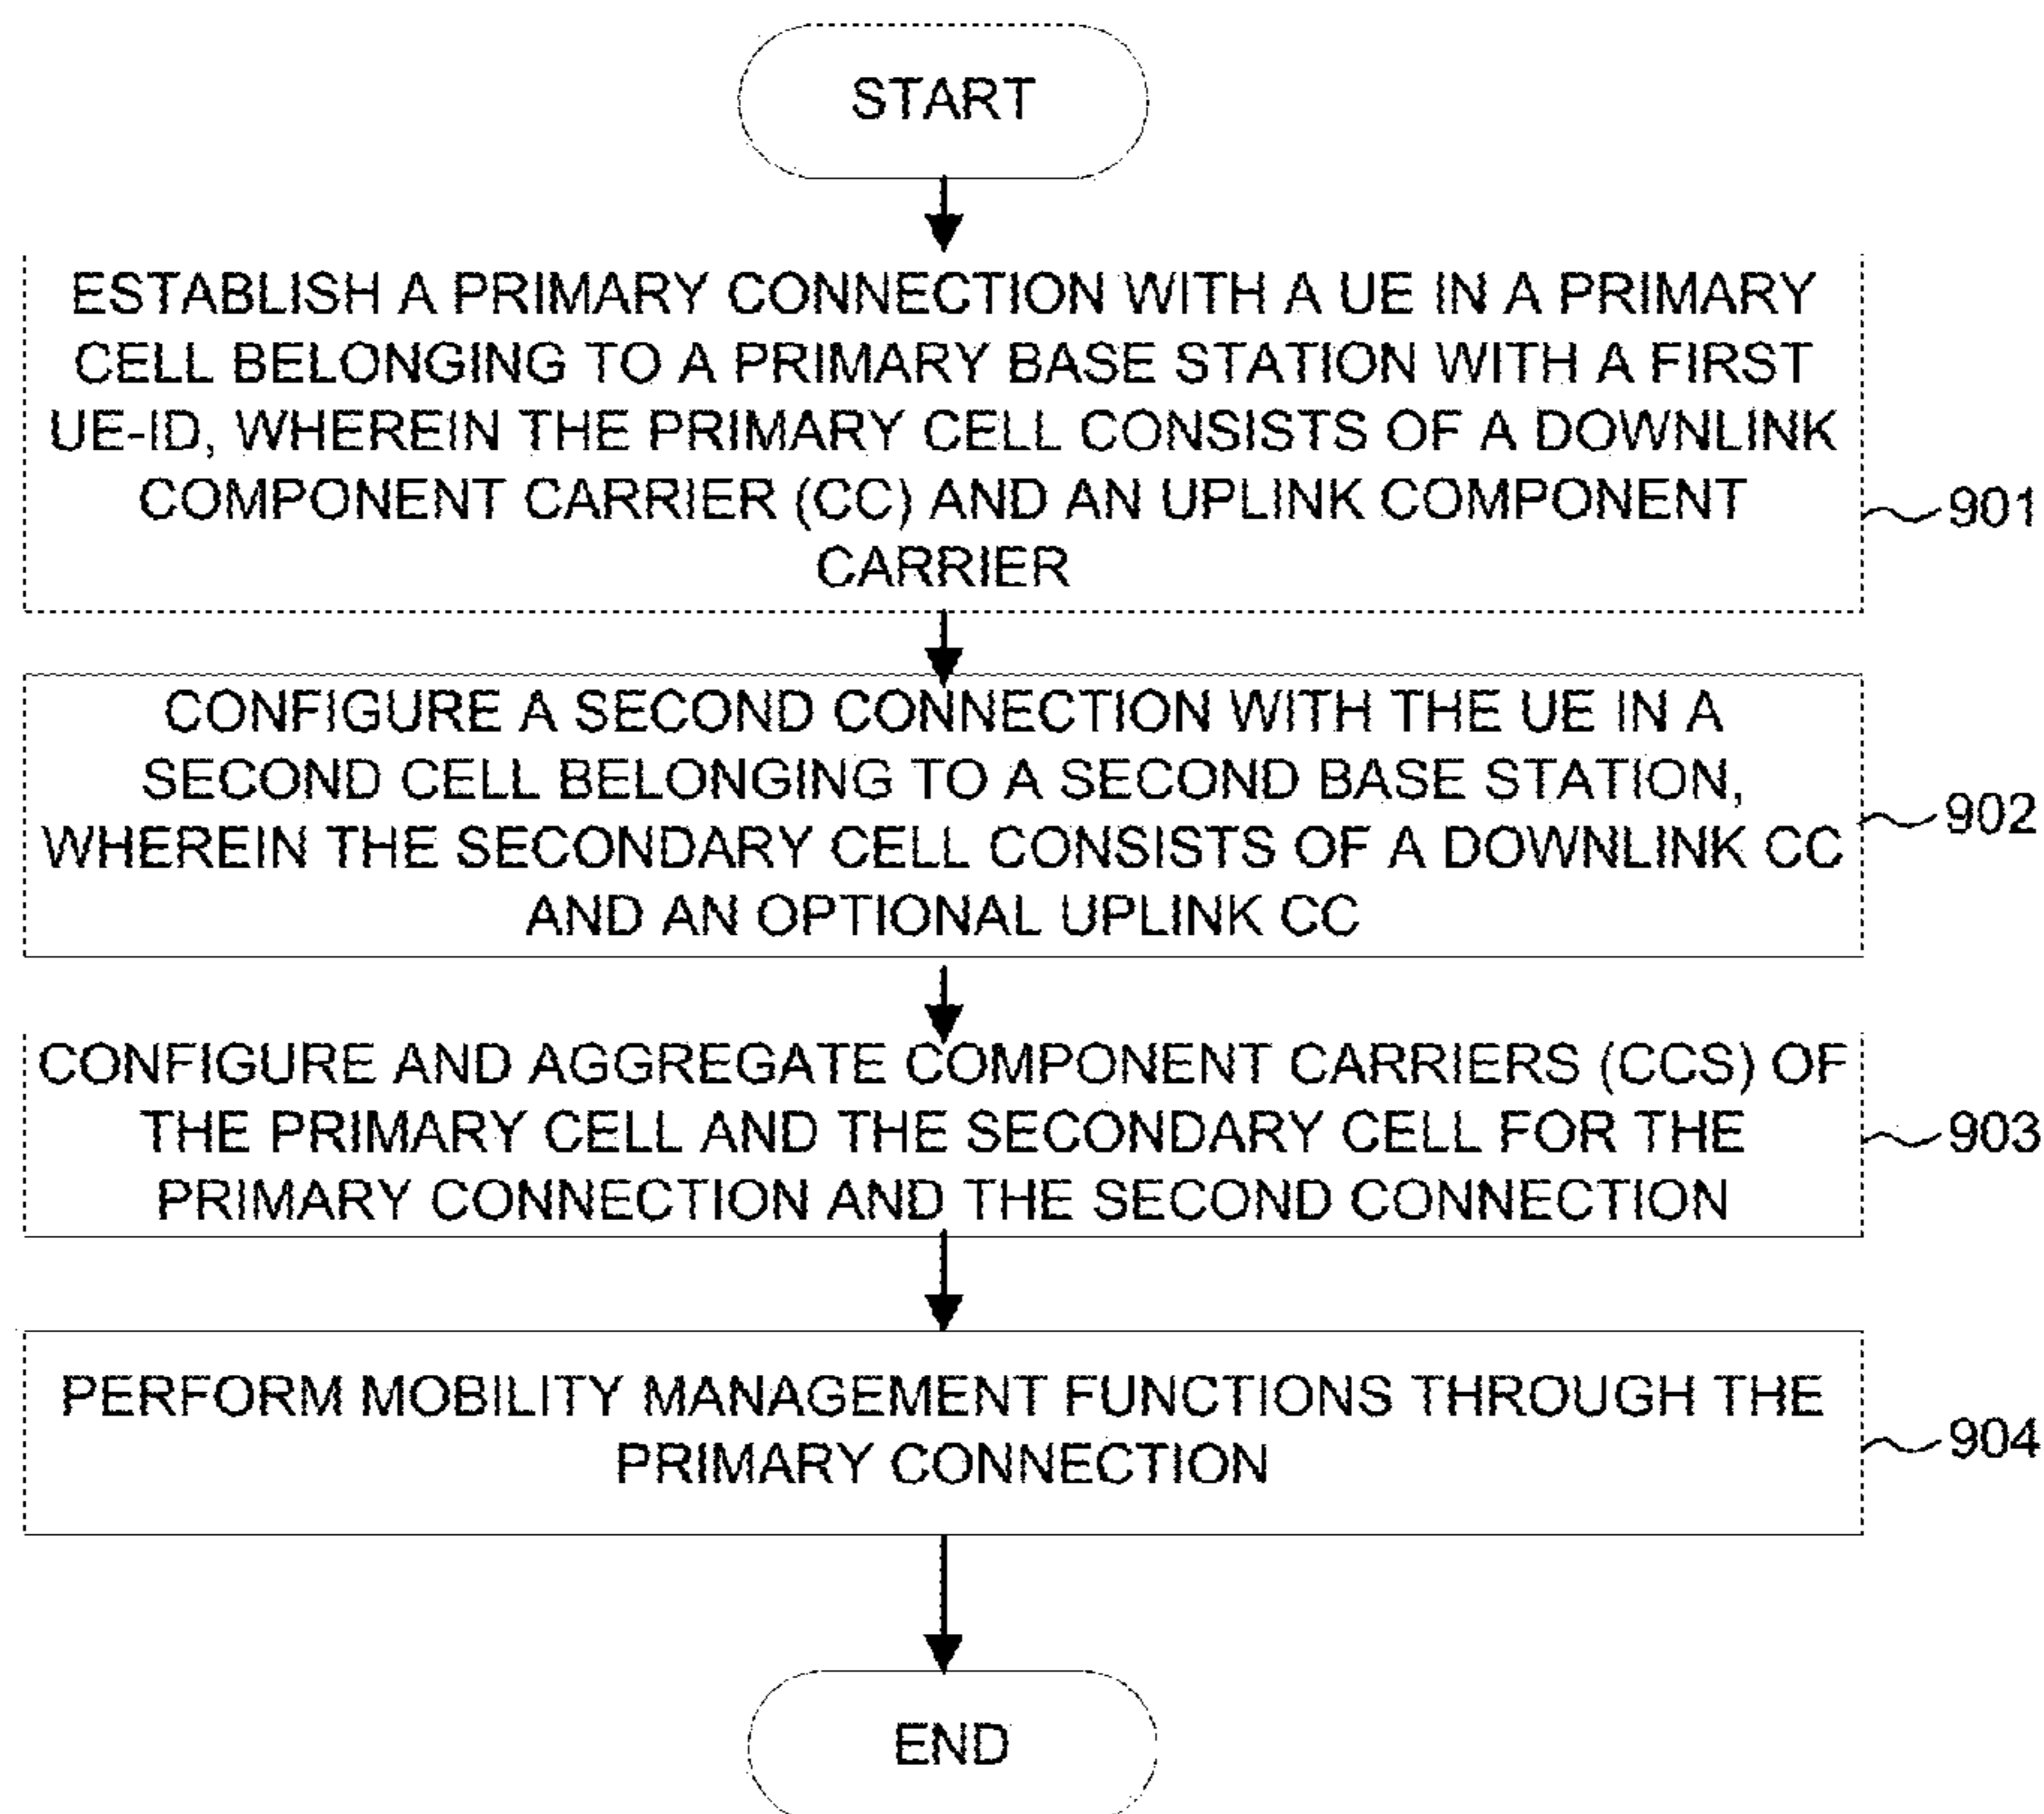 START
ESTABLISH A PRIMARY CONNECTION WITH A UE IN A PRIMARY
CELL BELONGING TO A PRIMARY BASE STATION WITH A FIRST
UE-ID, WHEREIN THE PRIMARY CELL CONSISTS OF A DOWNLINK
COMPONENT CARRIER (CC) AND AN UPLINK COMPONENT
CARRIER
901
CONFIGURE A SECOND CONNECTION WITH THE UE IN A
SECOND CELL BELONGING TO A SECOND BASE STATION,
WHEREIN THE SECONDARY CELL CONSISTS OF A DOWNLINK CC
AND AN OPTIONAL UPLINK CC
902
CONFIGURE AND AGGREGATE COMPONENT CARRIERS (CCS) OF
THE PRIMARY CELL AND THE SECONDARY CELL FOR THE
PRIMARY CONNECTION AND THE SECOND CONNECTION
903
PERFORM MOBILITY MANAGEMENT FUNCTIONS THROUGH THE
PRIMARY CONNECTION
904
END